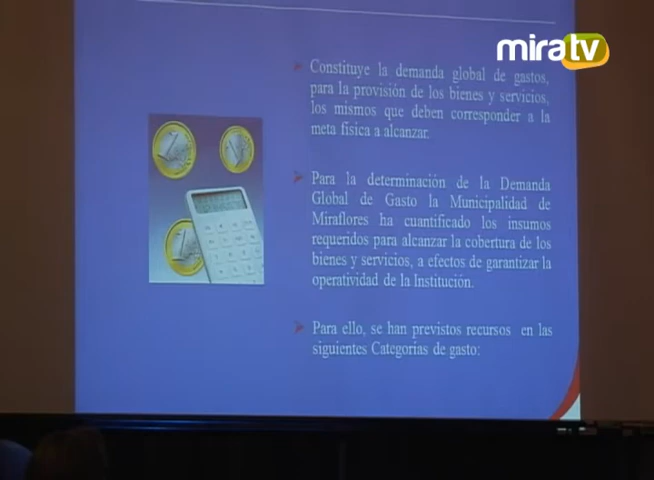 miratv
Constituye la demanda global de gastos,
para la provisión de los bienes y servicios,
los mismos que deben corresponder a la
meta física a alcanzar.
Para la determinación de la Demanda
Global de Gasto la Municipalidad de
Miraflores ha cuantificado los insumos
requeridos para alcanzar la cobertura de los
bienes y servicios, a efectos de garantizar la
operatividad de la Institución.
Para ello, se han previstos recursos en las
siguientes Categorias de gasto: